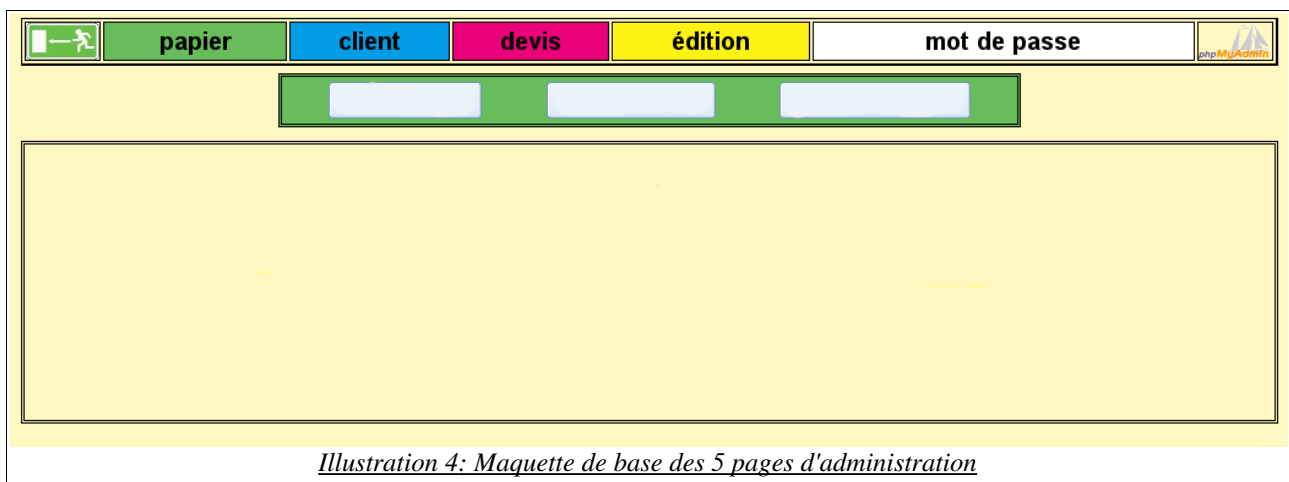 papier client devis édition mot de passe phpMyAdmin
Illustration 4: Maquette de base des 5 pages d'administration